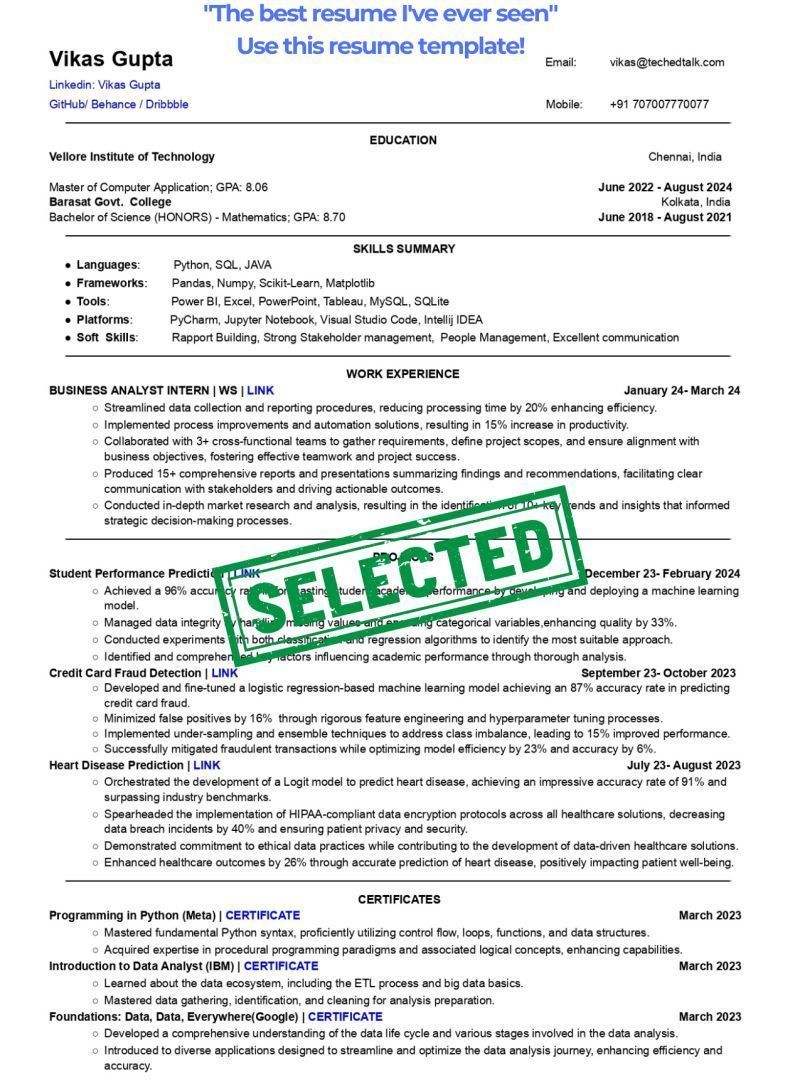 "The best resume I've ever seen"
Use this resume template!
Vikas Gupta
Email: vikas@techedtalk.com
Linkedin: Vikas Gupta
GitHub/ Behance / Dribbble
Mobile: +91 707007770077
EDUCATION
Vellore Institute of Technology Chennai, India
Master of Computer Application; GPA: 8.06 June 2022 - August 2024
Barasat Govt. College Kolkata, India
Bachelor of Science (HONORS) - Mathematics; GPA: 8.70 June 2018 - August 2021
SKILLS SUMMARY
● Languages: Python, SQL, JAVA
● Frameworks: Pandas, Numpy, Scikit-Learn, Matplotlib
● Tools: Power BI, Excel, PowerPoint, Tableau, MySQL, SQLite
● Platforms: PyCharm, Jupyter Notebook, Visual Studio Code, Intellij IDEA
● Soft Skills: Rapport Building, Strong Stakeholder management, People Management, Excellent communication
WORK EXPERIENCE
BUSINESS ANALYST INTERN | WS | LINK January 24- March 24
○ Streamlined data collection and reporting procedures, reducing processing time by 20% enhancing efficiency.
○ Implemented process improvements and automation solutions, resulting in 15% increase in productivity.
○ Collaborated with 3+ cross-functional teams to gather requirements, define project scopes, and ensure alignment with
business objectives, fostering effective teamwork and project success.
○ Produced 15+ comprehensive reports and presentations summarizing findings and recommendations, facilitating clear
communication with stakeholders and driving actionable outcomes.
○ Conducted in-depth market research and analysis, resulting in the identification of 10+ key trends and insights that informed
strategic decision-making processes.
PROJECTS
SELECTED
Student Performance Prediction | LINK December 23- February 2024
○ Achieved a 96% accuracy rate in forecasting student academic performance by developing and deploying a machine learning
model.
○ Managed data integrity by handling missing values and encoding categorical variables,enhancing quality by 33%.
○ Conducted experiments with both classification and regression algorithms to identify the most suitable approach.
○ Identified and comprehended key factors influencing academic performance through thorough analysis.
Credit Card Fraud Detection | LINK September 23- October 2023
○ Developed and fine-tuned a logistic regression-based machine learning model achieving an 87% accuracy rate in predicting
credit card fraud.
○ Minimized false positives by 16% through rigorous feature engineering and hyperparameter tuning processes.
○ Implemented under-sampling and ensemble techniques to address class imbalance, leading to 15% improved performance.
○ Successfully mitigated fraudulent transactions while optimizing model efficiency by 23% and accuracy by 6%.
Heart Disease Prediction | LINK July 23- August 2023
○ Orchestrated the development of a Logit model to predict heart disease, achieving an impressive accuracy rate of 91% and
surpassing industry benchmarks.
○ Spearheaded the implementation of HIPAA-compliant data encryption protocols across all healthcare solutions, decreasing
data breach incidents by 40% and ensuring patient privacy and security.
○ Demonstrated commitment to ethical data practices while contributing to the development of data-driven healthcare solutions.
○ Enhanced healthcare outcomes by 26% through accurate prediction of heart disease, positively impacting patient well-being.
CERTIFICATES
Programming in Python (Meta) | CERTIFICATE March 2023
○ Mastered fundamental Python syntax, proficiently utilizing control flow, loops, functions, and data structures.
○ Acquired expertise in procedural programming paradigms and associated logical concepts, enhancing capabilities.
Introduction to Data Analyst (IBM) | CERTIFICATE March 2023
○ Learned about the data ecosystem, including the ETL process and big data basics.
○ Mastered data gathering, identification, and cleaning for analysis preparation.
Foundations: Data, Data, Everywhere(Google) | CERTIFICATE March 2023
○ Developed a comprehensive understanding of the data life cycle and various stages involved in the data analysis.
○ Introduced to diverse applications designed to streamline and optimize the data analysis journey, enhancing efficiency and
accuracy.